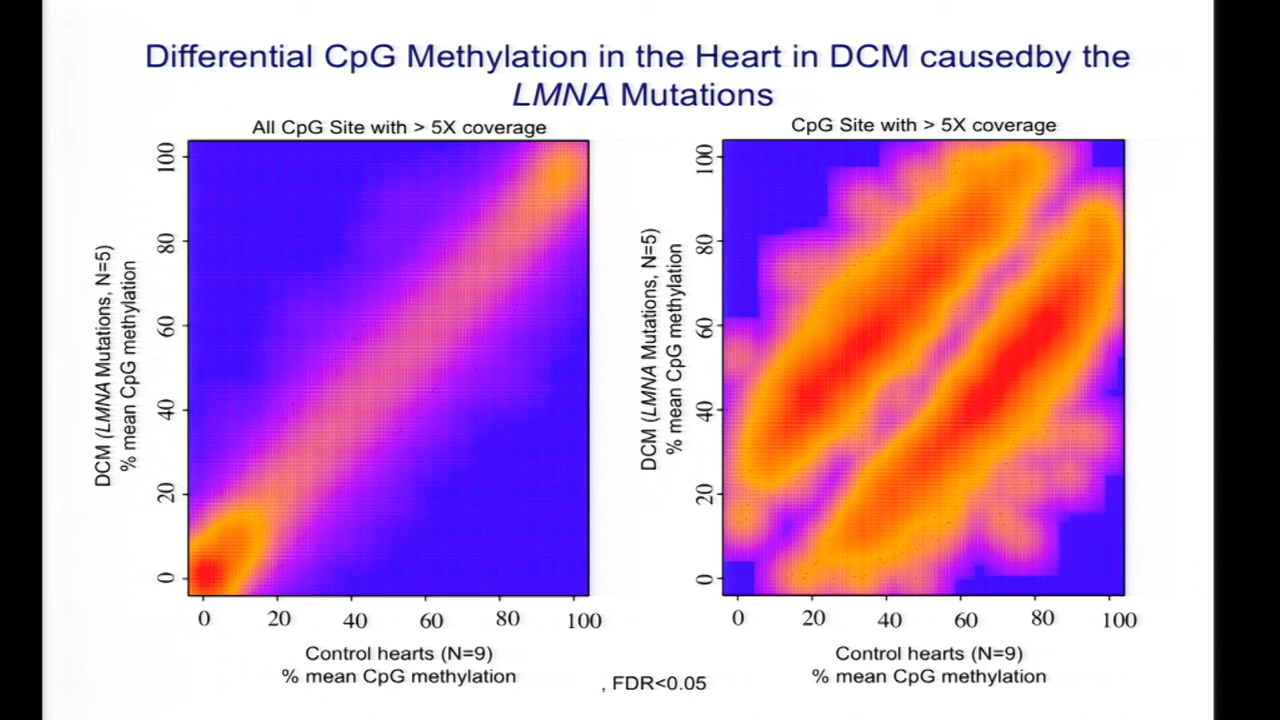 Differential CpG Methylation in the Heart in DCM causedby the
LMNA Mutations
All CpG Site with > 5X coverage
100
80
60
40
20
0
DCM (LMNA Mutations, N=5)
% mean CpG methylation
0 20 40 60 80 100
Control hearts (N=9)
% mean CpG methylation
CpG Site with > 5X coverage
100
80
60
40
20
0
DCM (LMNA Mutations, N=5)
% mean CpG methylation
0 20 40 60 80 100
Control hearts (N=9)
% mean CpG methylation
, FDR<0.05